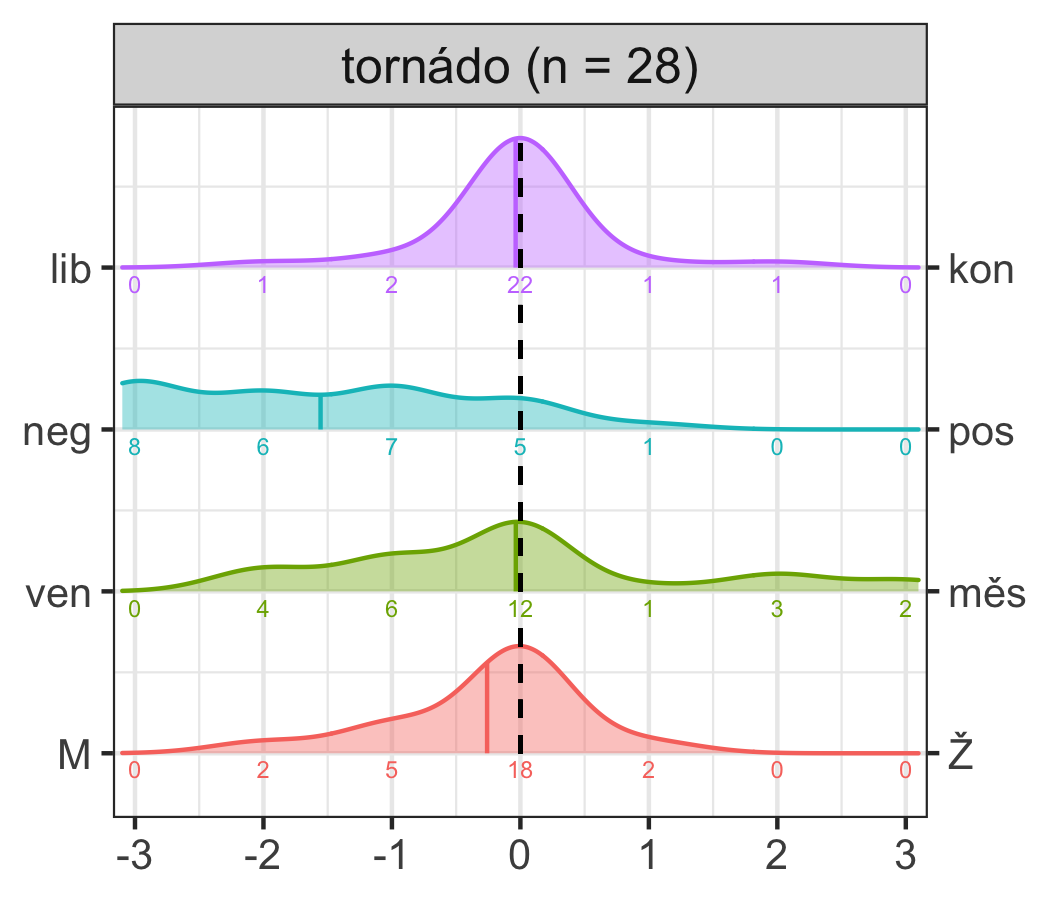 tornádo (n = 28)
lib kon
0 1 2 22 1 1 0
neg pos
8 6 7 5 1 0 0
ven měs
0 4 6 12 1 3 2
M Ž
0 2 5 18 2 0 0
-3 -2 -1 0 1 2 3